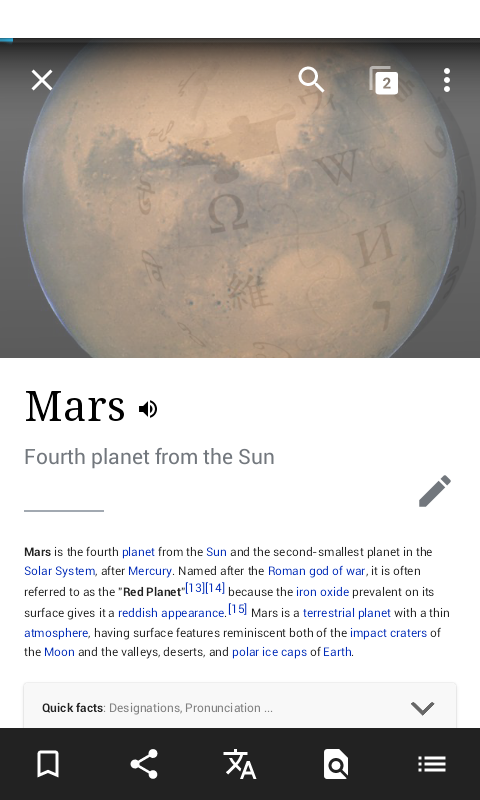 2
ウィ
W
Ω
И
維
Mars
Fourth planet from the Sun
Mars is the fourth planet from the Sun and the second-smallest planet in the
Solar System, after Mercury. Named after the Roman god of war, it is often
referred to as the "Red Planet"[13][14] because the iron oxide prevalent on its
surface gives it a reddish appearance.[15] Mars is a terrestrial planet with a thin
atmosphere, having surface features reminiscent both of the impact craters of
the Moon and the valleys, deserts, and polar ice caps of Earth.
Quick facts: Designations, Pronunciation ...